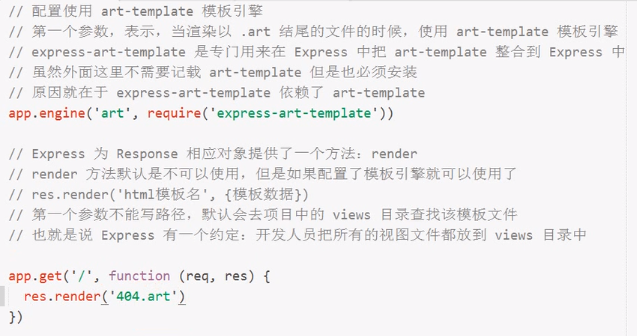 // 配置使用 art-template 模板引擎
// 第一个参数，表示，当渲染以 .art 结尾的文件的时候，使用 art-template 模板引擎
// express-art-template 是专门用来在 Express 中把 art-template 整合到 Express 中
// 虽然外面这里不需要记载 art-template 但是也必须安装
// 原因就在于 express-art-template 依赖了 art-template
app.engine('art', require('express-art-template'))
// Express 为 Response 相应对象提供了一个方法：render
// render 方法默认是不可以使用，但是如果配置了模板引擎就可以使用了
// res.render('html模板名', {模板数据})
// 第一个参数不能写路径，默认会去项目中的 views 目录查找该模板文件
// 也就是说 Express 有一个约定：开发人员把所有的视图文件都放到 views 目录中
app.get('/', function (req, res) {
res.render('404.art')
})